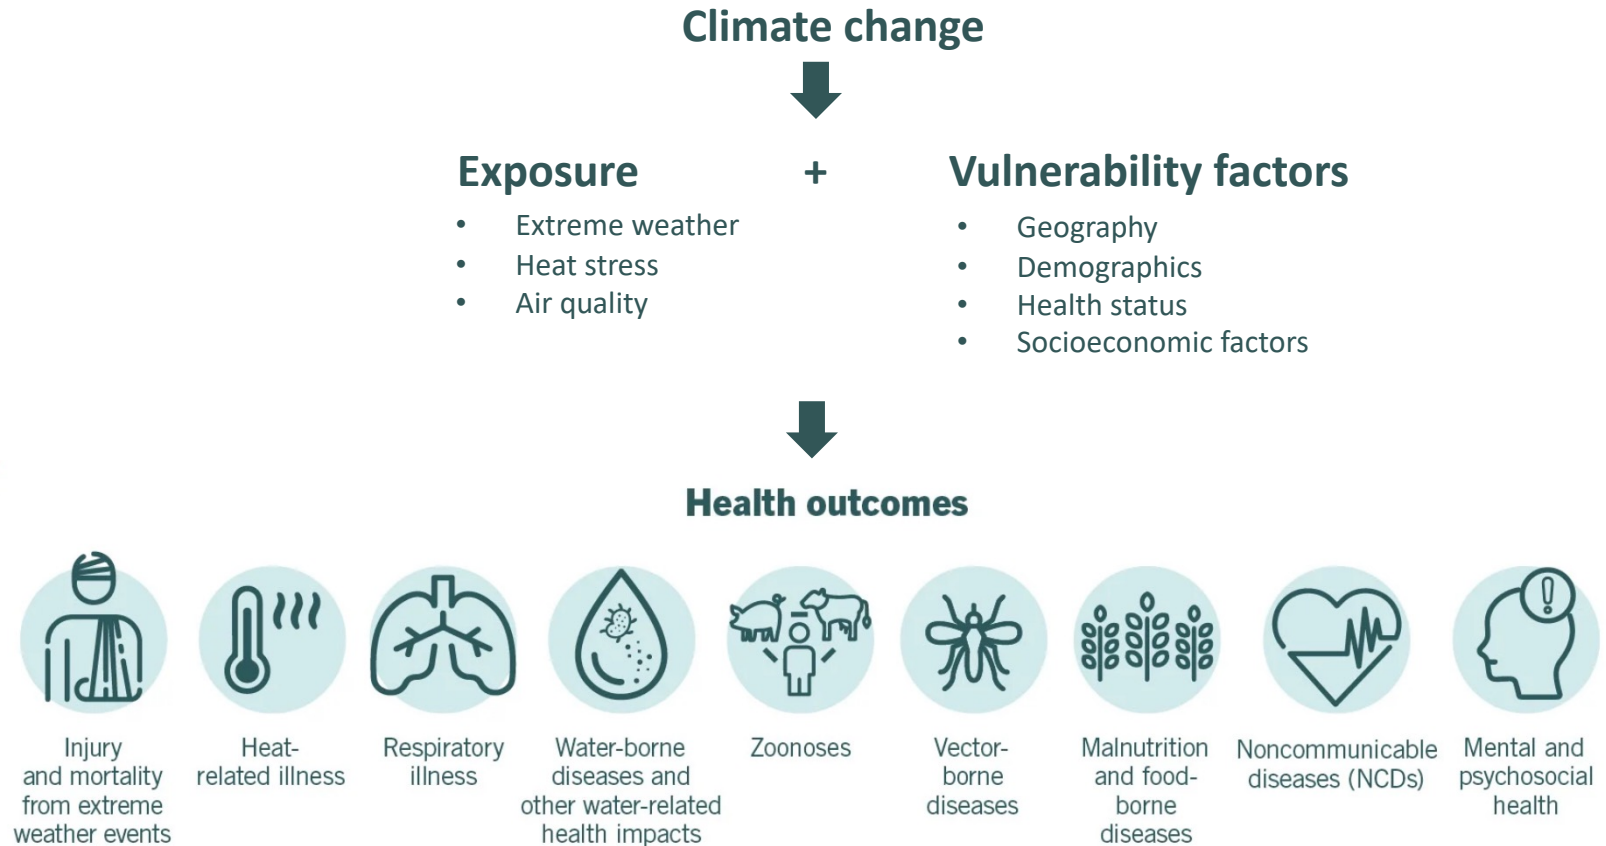 Climate change
Exposure + Vulnerability factors
• Extreme weather
• Heat stress
• Air quality
• Geography
• Demographics
• Health status
• Socioeconomic factors
Health outcomes
Injury
and mortality
from extreme
weather events
Heat-
related illness
Respiratory
illness
Water-borne
diseases and
other water-related
health impacts
Zoonoses
Vector-
borne
diseases
Malnutrition
and food-
borne
diseases
Noncommunicable
diseases (NCDs)
Mental and
psychosocial
health